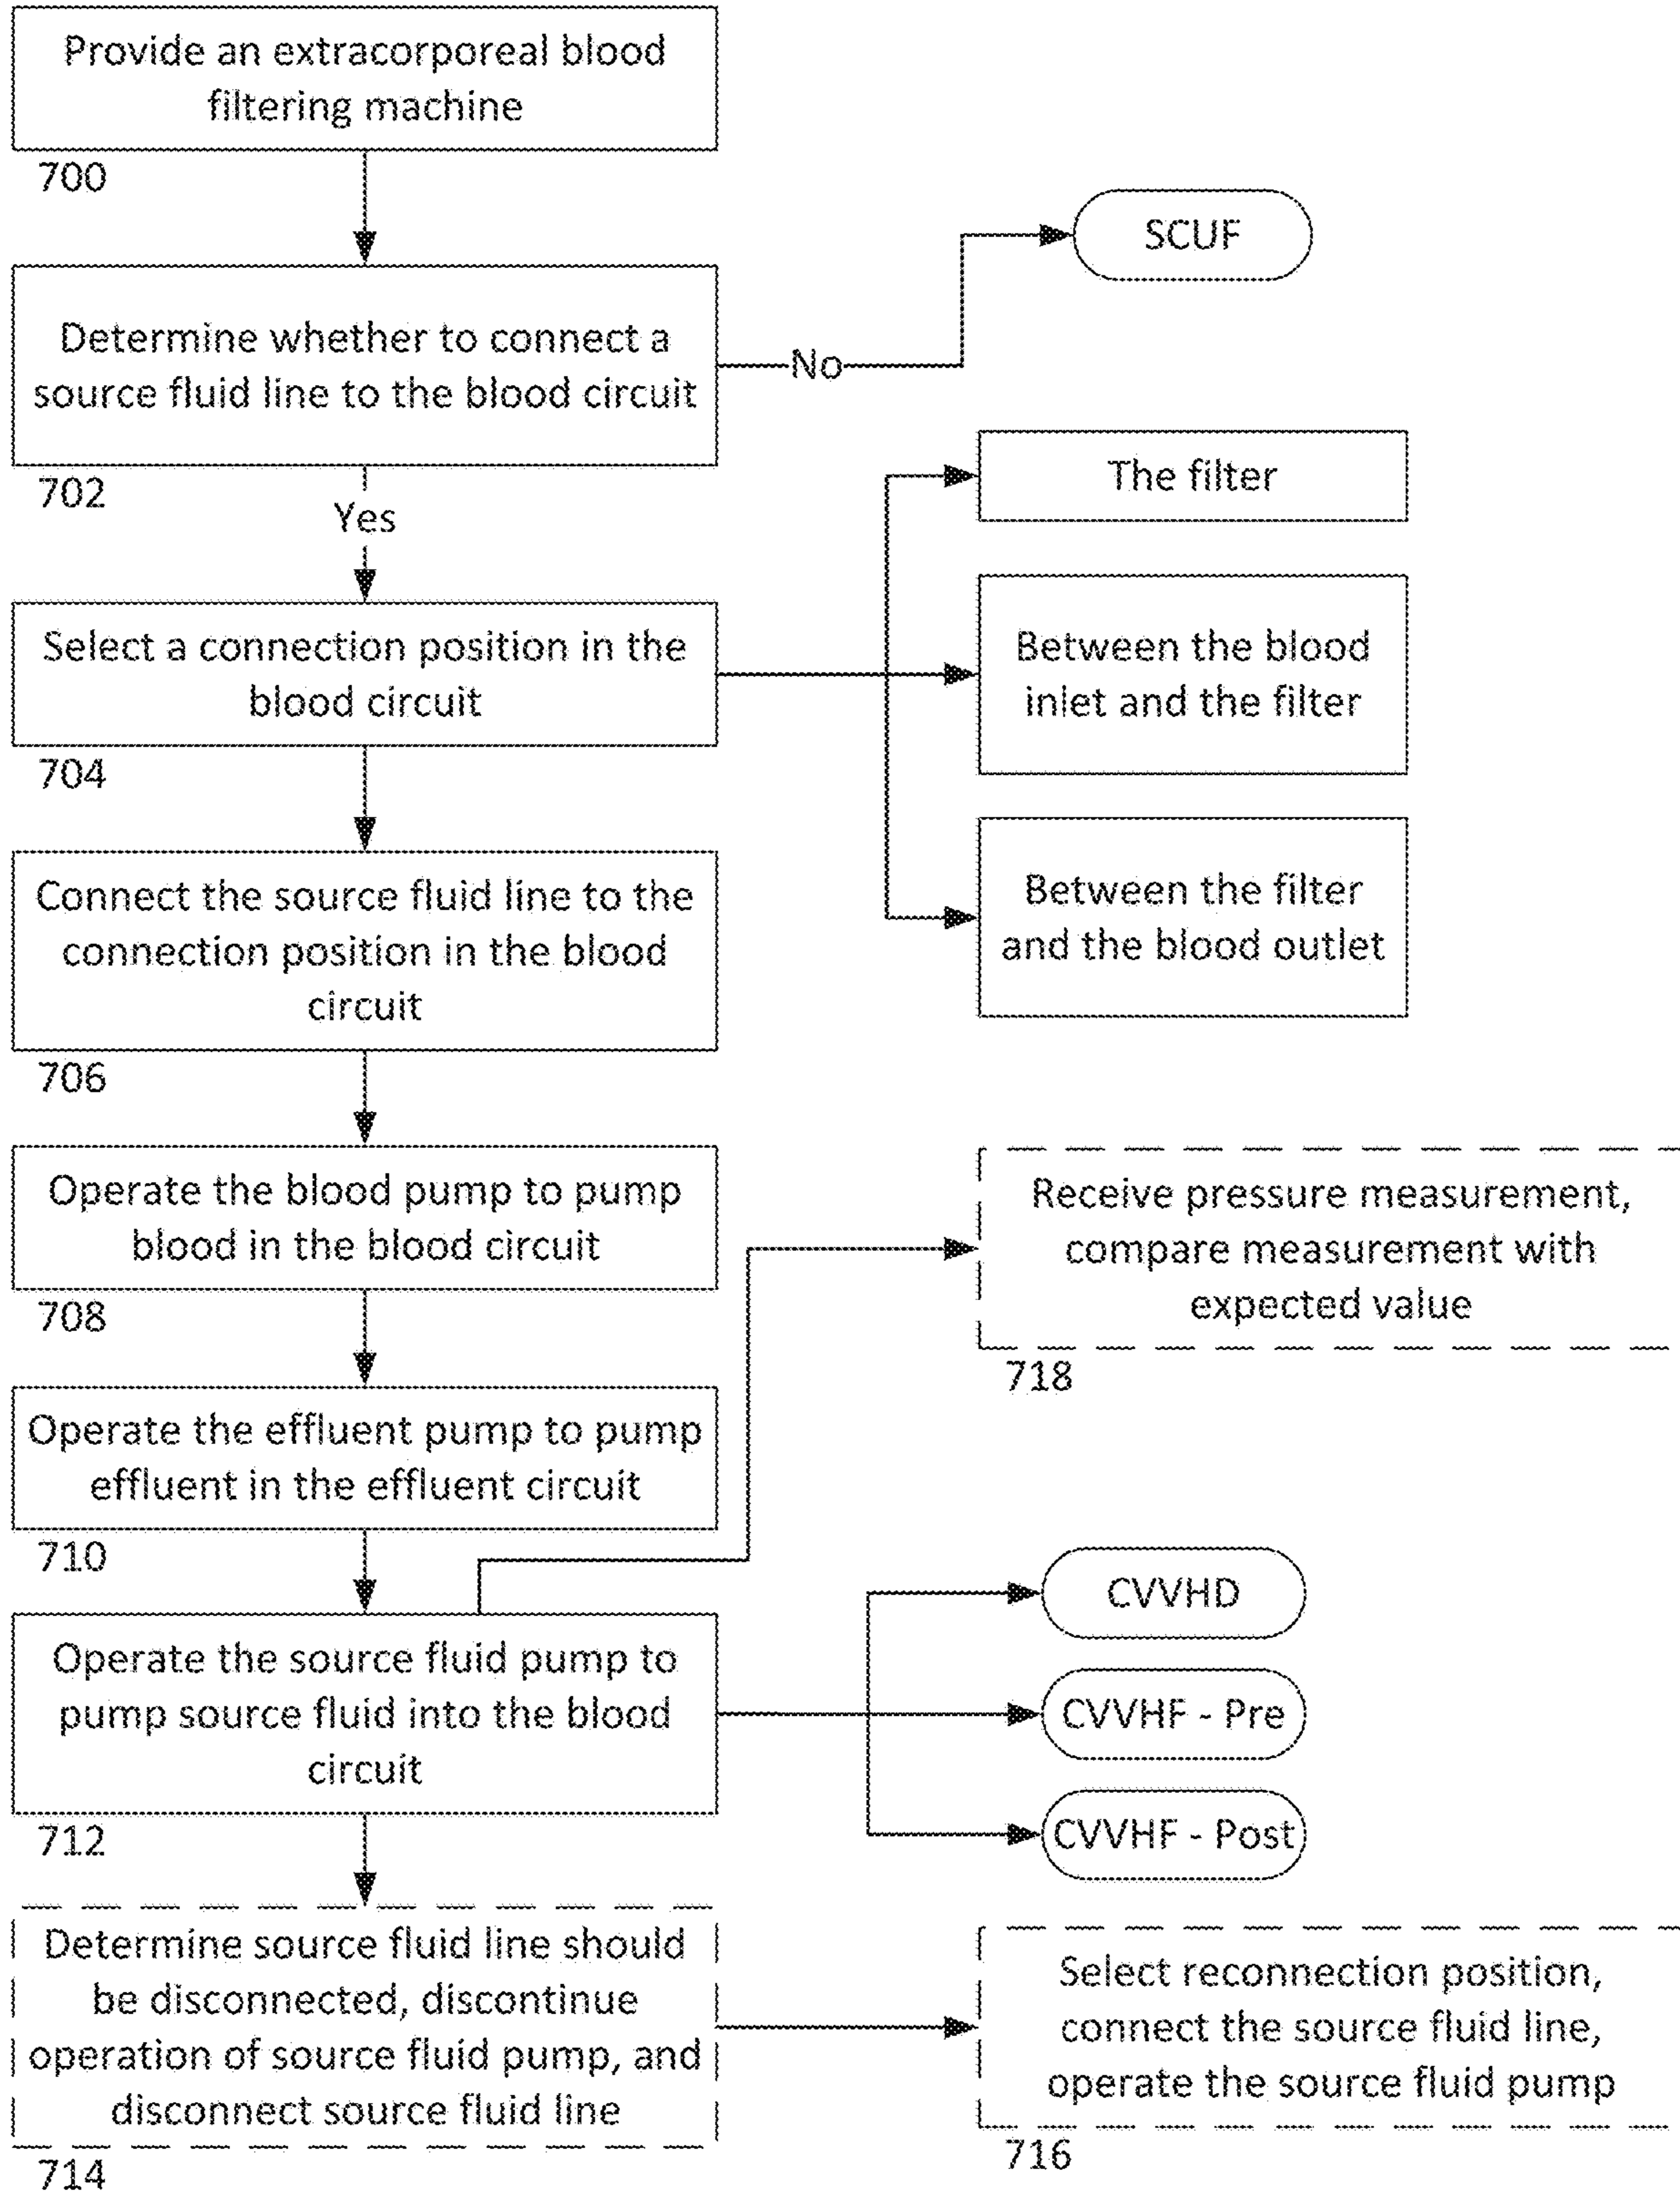 Provide an extracorporeal blood
filtering machine
700
SCUF
Determine whether to connect a
source fluid line to the blood circuit
No
702
Yes
The filter
Select a connection position in the
blood circuit
704
Between the blood
inlet and the filter
Between the filter
and the blood outlet
Connect the source fluid line to the
connection position in the blood
circuit
706
Operate the blood pump to pump
blood in the blood circuit
708
Receive pressure measurement,
compare measurement with
expected value
718
Operate the effluent pump to pump
effluent in the effluent circuit
710
Operate the source fluid pump to
pump source fluid into the blood
circuit
712
CVVHD
CVVHF - Pre
CVVHF - Post
Determine source fluid line should
be disconnected, discontinue
operation of source fluid pump, and
disconnect source fluid line
714
Select reconnection position,
connect the source fluid line,
operate the source fluid pump
716